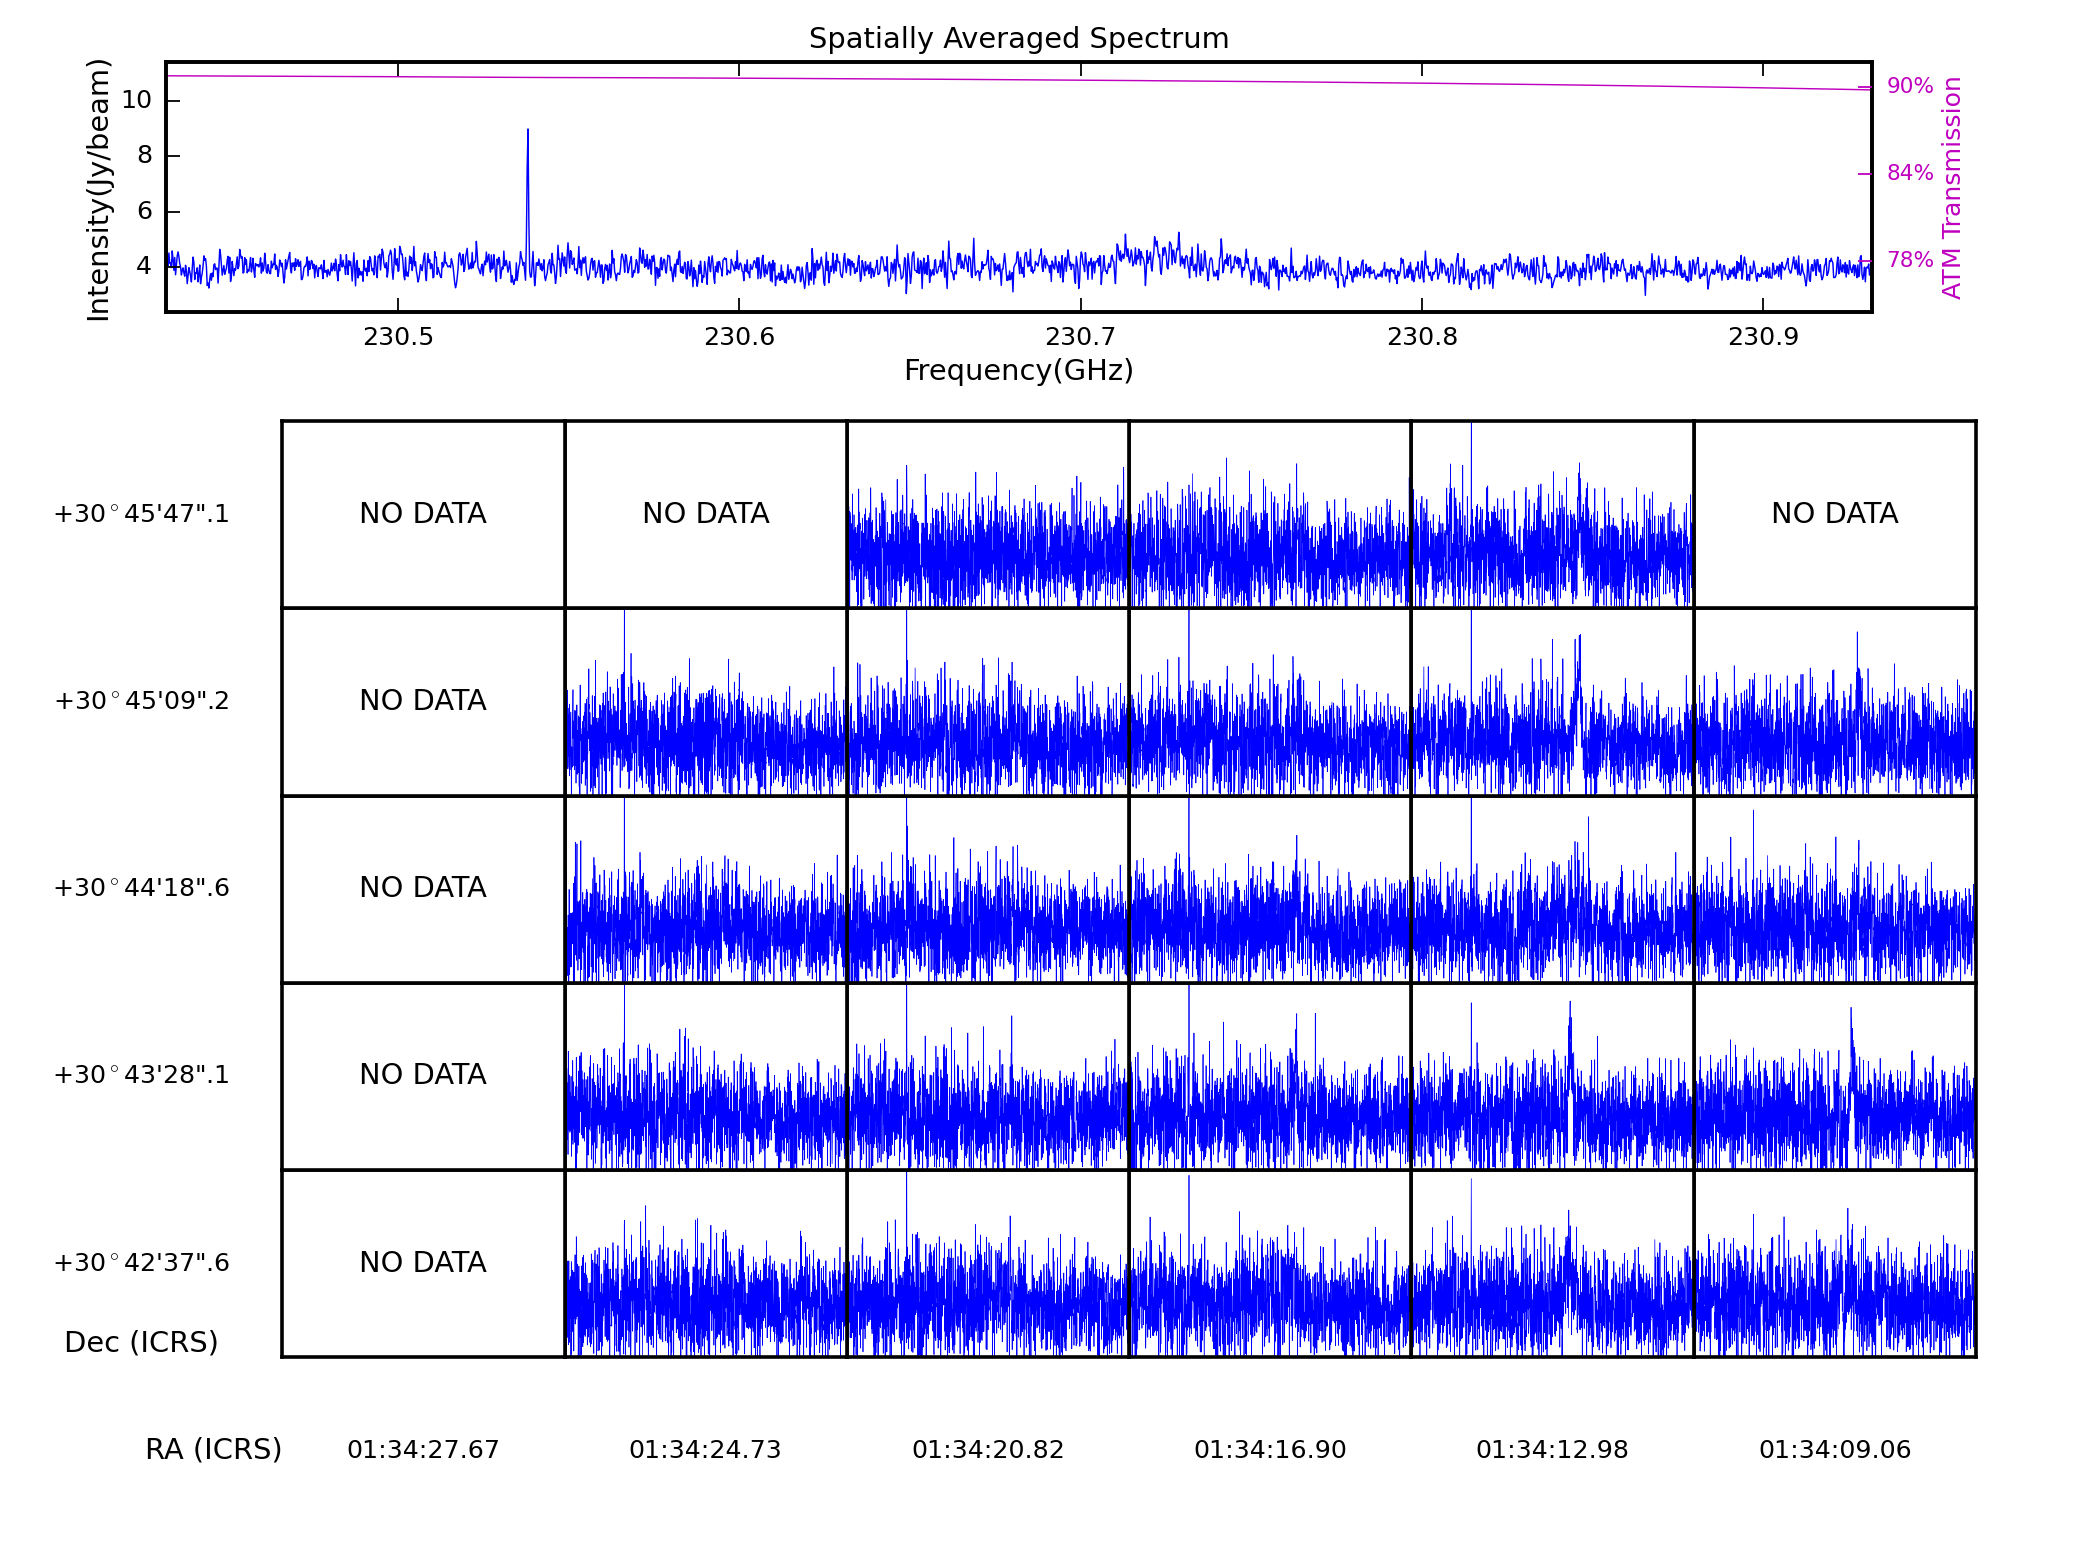 Spatially Averaged Spectrum
Intensity(Jy/beam)
10
8
6
4
90%
84%
78%
ATM Transmission
230.5 230.6 230.7 230.8 230.9
Frequency(GHz)
+30°45'47".1 NO DATA NO DATA NO DATA
+30°45'09".2 NO DATA
+30°44'18".6 NO DATA
+30°43'28".1 NO DATA
+30°42'37".6 NO DATA
Dec (ICRS)
RA (ICRS) 01:34:27.67 01:34:24.73 01:34:20.82 01:34:16.90 01:34:12.98 01:34:09.06